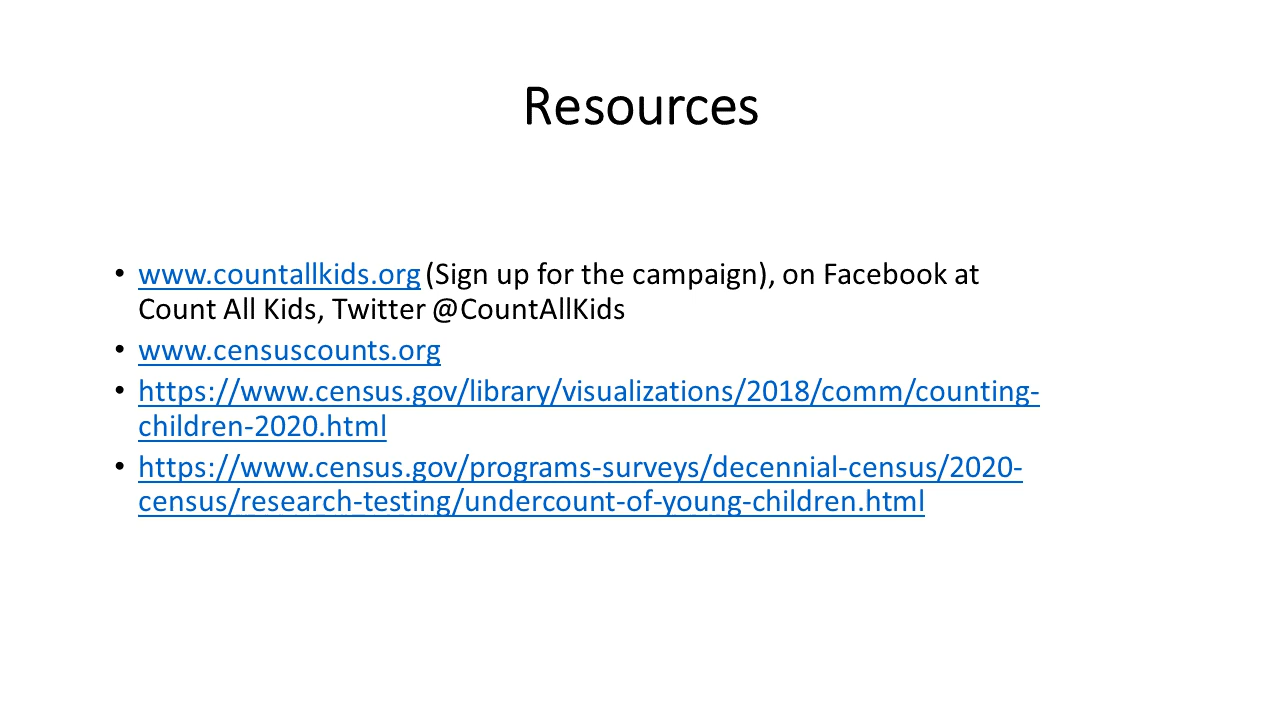 Resources
• www.countallkids.org (Sign up for the campaign), on Facebook at
Count All Kids, Twitter @CountAllKids
• www.censuscounts.org
• https://www.census.gov/library/visualizations/2018/comm/counting-
children-2020.html
• https://www.census.gov/programs-surveys/decennial-census/2020-
census/research-testing/undercount-of-young-children.html